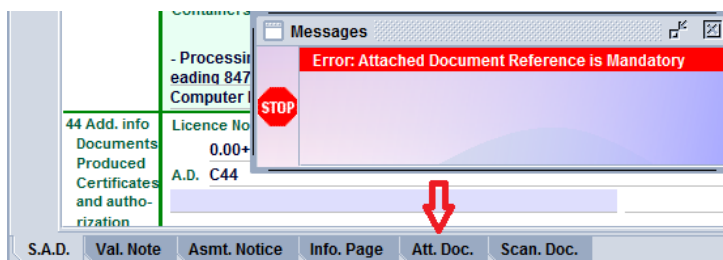 Containers
Messages
- Processin
Error: Attached Document Reference is Mandatory
eading 847
Computer
STOP
44 Add. info
Documents
Produced
Certificates
and autho-
rization
Licence No
0.00+
A.D. C44
S.A.D. Val. Note Asmt. Notice Info. Page Att. Doc. Scan. Doc.